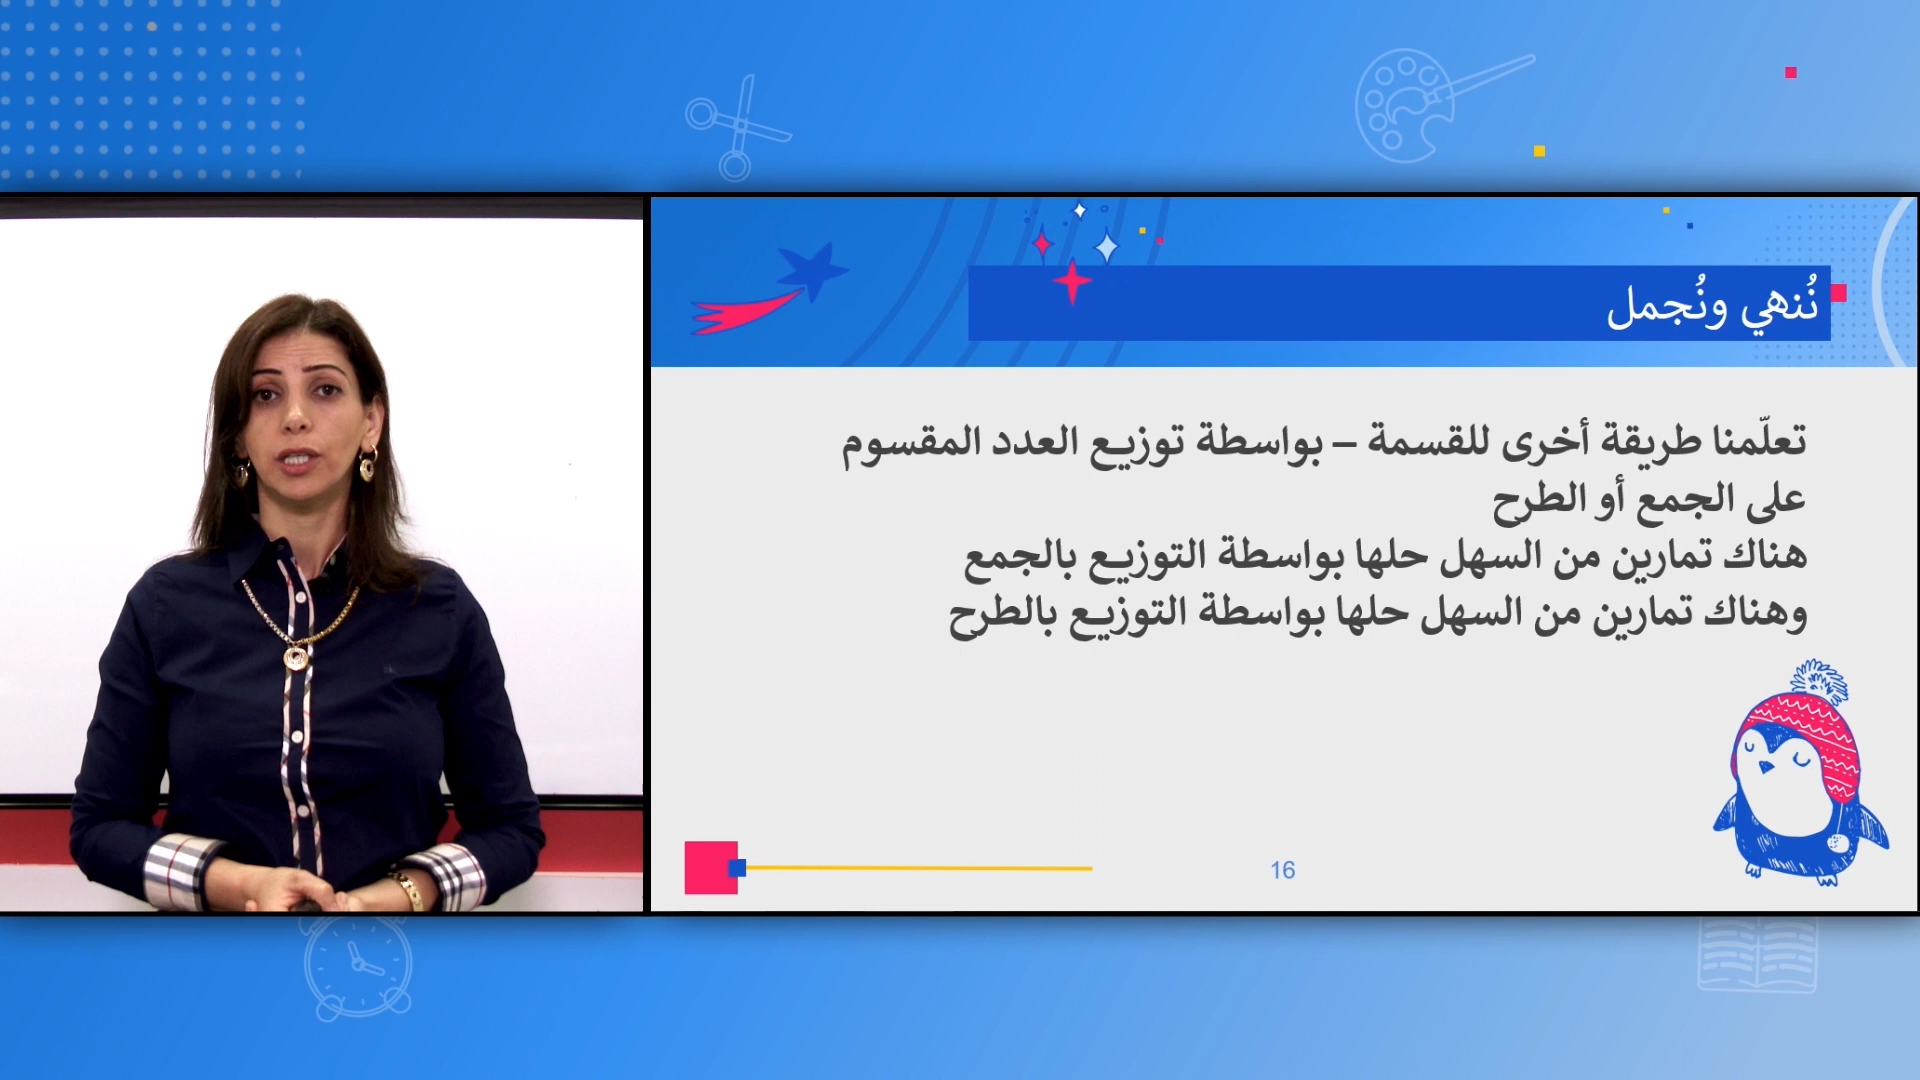 نُنهي ونُجمل
تعلّمنا طريقة أخرى للقسمة – بواسطة توزيع العدد المقسوم
على الجمع أو الطرح
هناك تمارين من السهل حلها بواسطة التوزيع بالجمع
وهناك تمارين من السهل حلها بواسطة التوزيع بالطرح
16